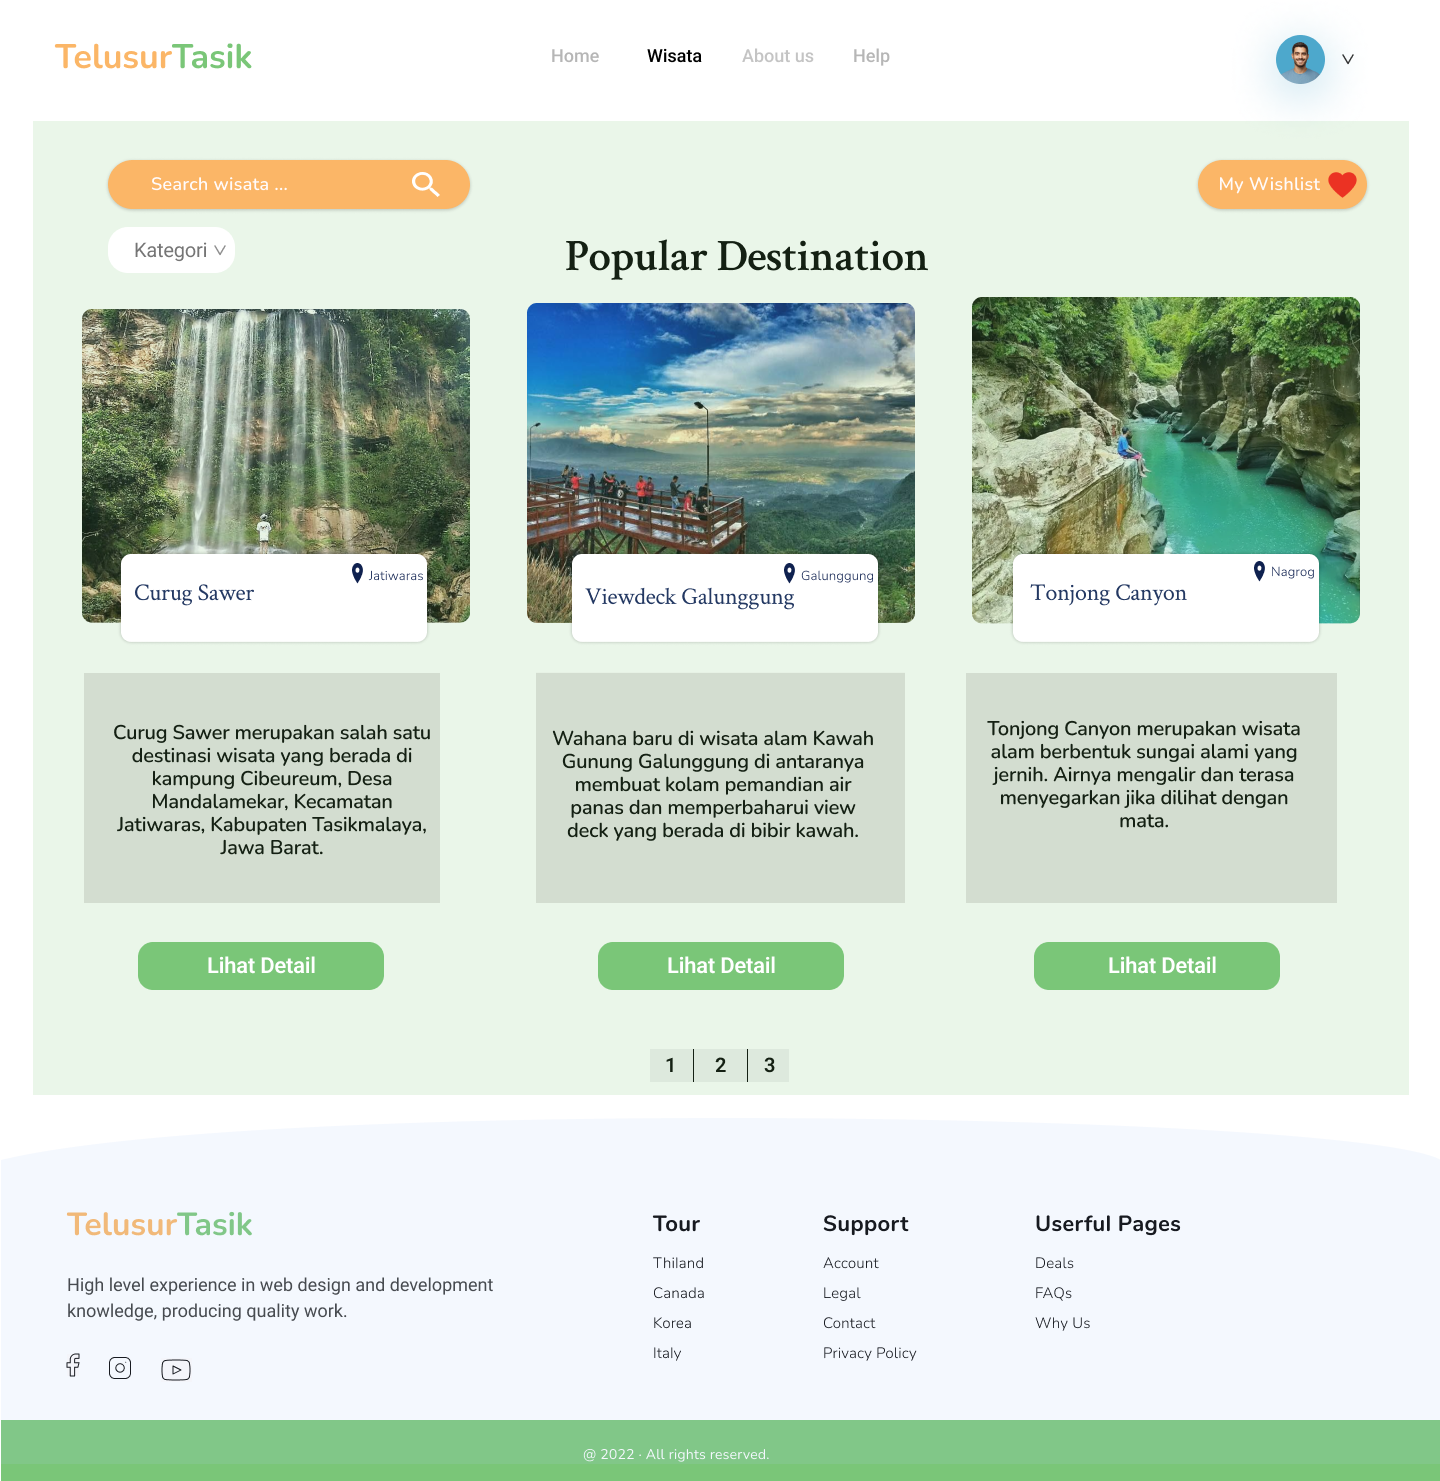 TelusurTasik
Home Wisata About us Help
Search wisata ...
My Wishlist
Kategori
Popular Destination
Jatiwaras
Curug Sawer
Galunggung
Viewdeck Galunggung
Nagrog
Tonjong Canyon
Curug Sawer merupakan salah satu
destinasi wisata yang berada di
kampung Cibeureum, Desa
Mandalamekar, Kecamatan
Jatiwaras, Kabupaten Tasikmalaya,
Jawa Barat.
Wahana baru di wisata alam Kawah
Gunung Galunggung di antaranya
membuat kolam pemandian air
panas dan memperbaharui view
deck yang berada di bibir kawah.
Tonjong Canyon merupakan wisata
alam berbentuk sungai alami yang
jernih. Airnya mengalir dan terasa
menyegarkan jika dilihat dengan
mata.
Lihat Detail
Lihat Detail
Lihat Detail
1 2 3
TelusurTasik
High level experience in web design and development
knowledge, producing quality work.
Tour
Thiland
Canada
Korea
Italy
Support
Account
Legal
Contact
Privacy Policy
Userful Pages
Deals
FAQs
Why Us
@ 2022 · All rights reserved.